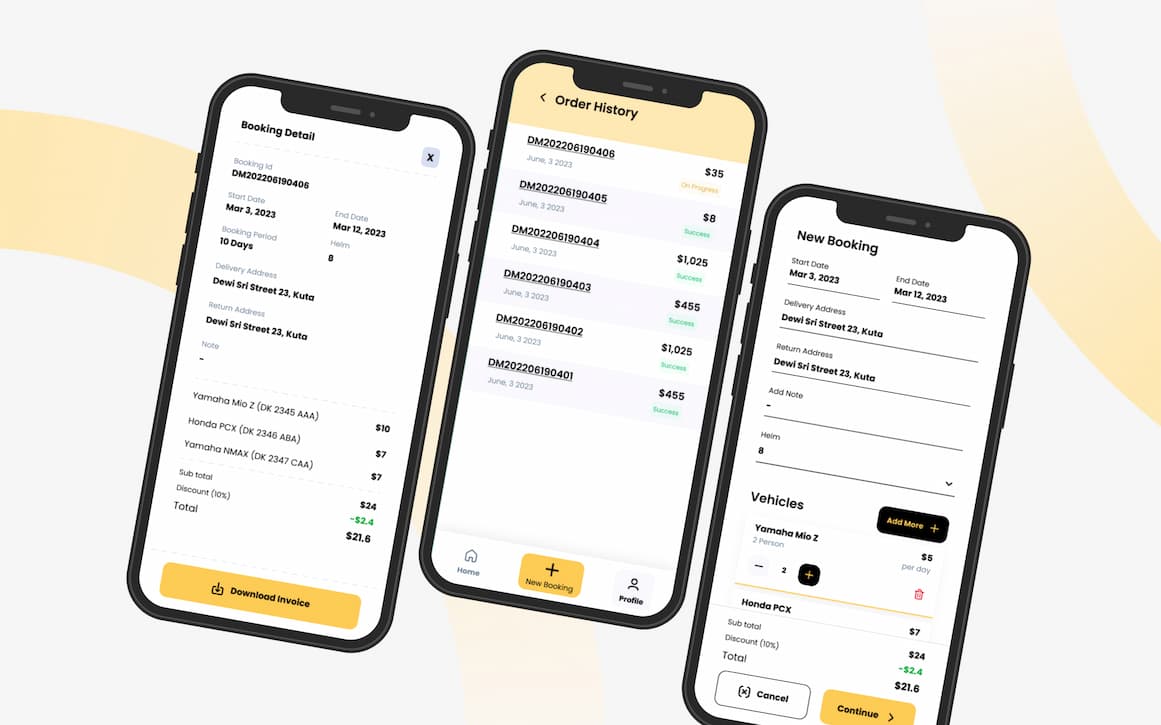 Booking Detail
X
Booking Id
DM202206190406
Start Date
Mar 3, 2023
End Date
Mar 12, 2023
Booking Period
10 Days
Helm
8
Delivery Address
Dewi Sri Street 23, Kuta
Return Address
Dewi Sri Street 23, Kuta
Note
-
Yamaha Mio Z (DK 2345 AAA) $10
Honda PCX (DK 2346 ABA) $7
Yamaha NMAX (DK 2347 CAA) $7
Sub total $24
Discount (10%) -$2.4
Total $21.6
Download Invoice
Order History
DM202206190406 $35
June, 3 2023 On Progress
DM202206190405 $8
June, 3 2023 Success
DM202206190404 $1,025
June, 3 2023 Success
DM202206190403 $455
June, 3 2023 Success
DM202206190402 $1,025
June, 3 2023 Success
DM202206190401 $455
June, 3 2023 Success
Home
New Booking
Profile
New Booking
Start Date
Mar 3, 2023
End Date
Mar 12, 2023
Delivery Address
Dewi Sri Street 23, Kuta
Return Address
Dewi Sri Street 23, Kuta
Add Note
-
Helm
8
Vehicles
Add More +
Yamaha Mio Z $5
2 Person per day
2
Honda PCX
$7
Sub total $24
Discount (10%) -$2.4
Total $21.6
Cancel
Continue